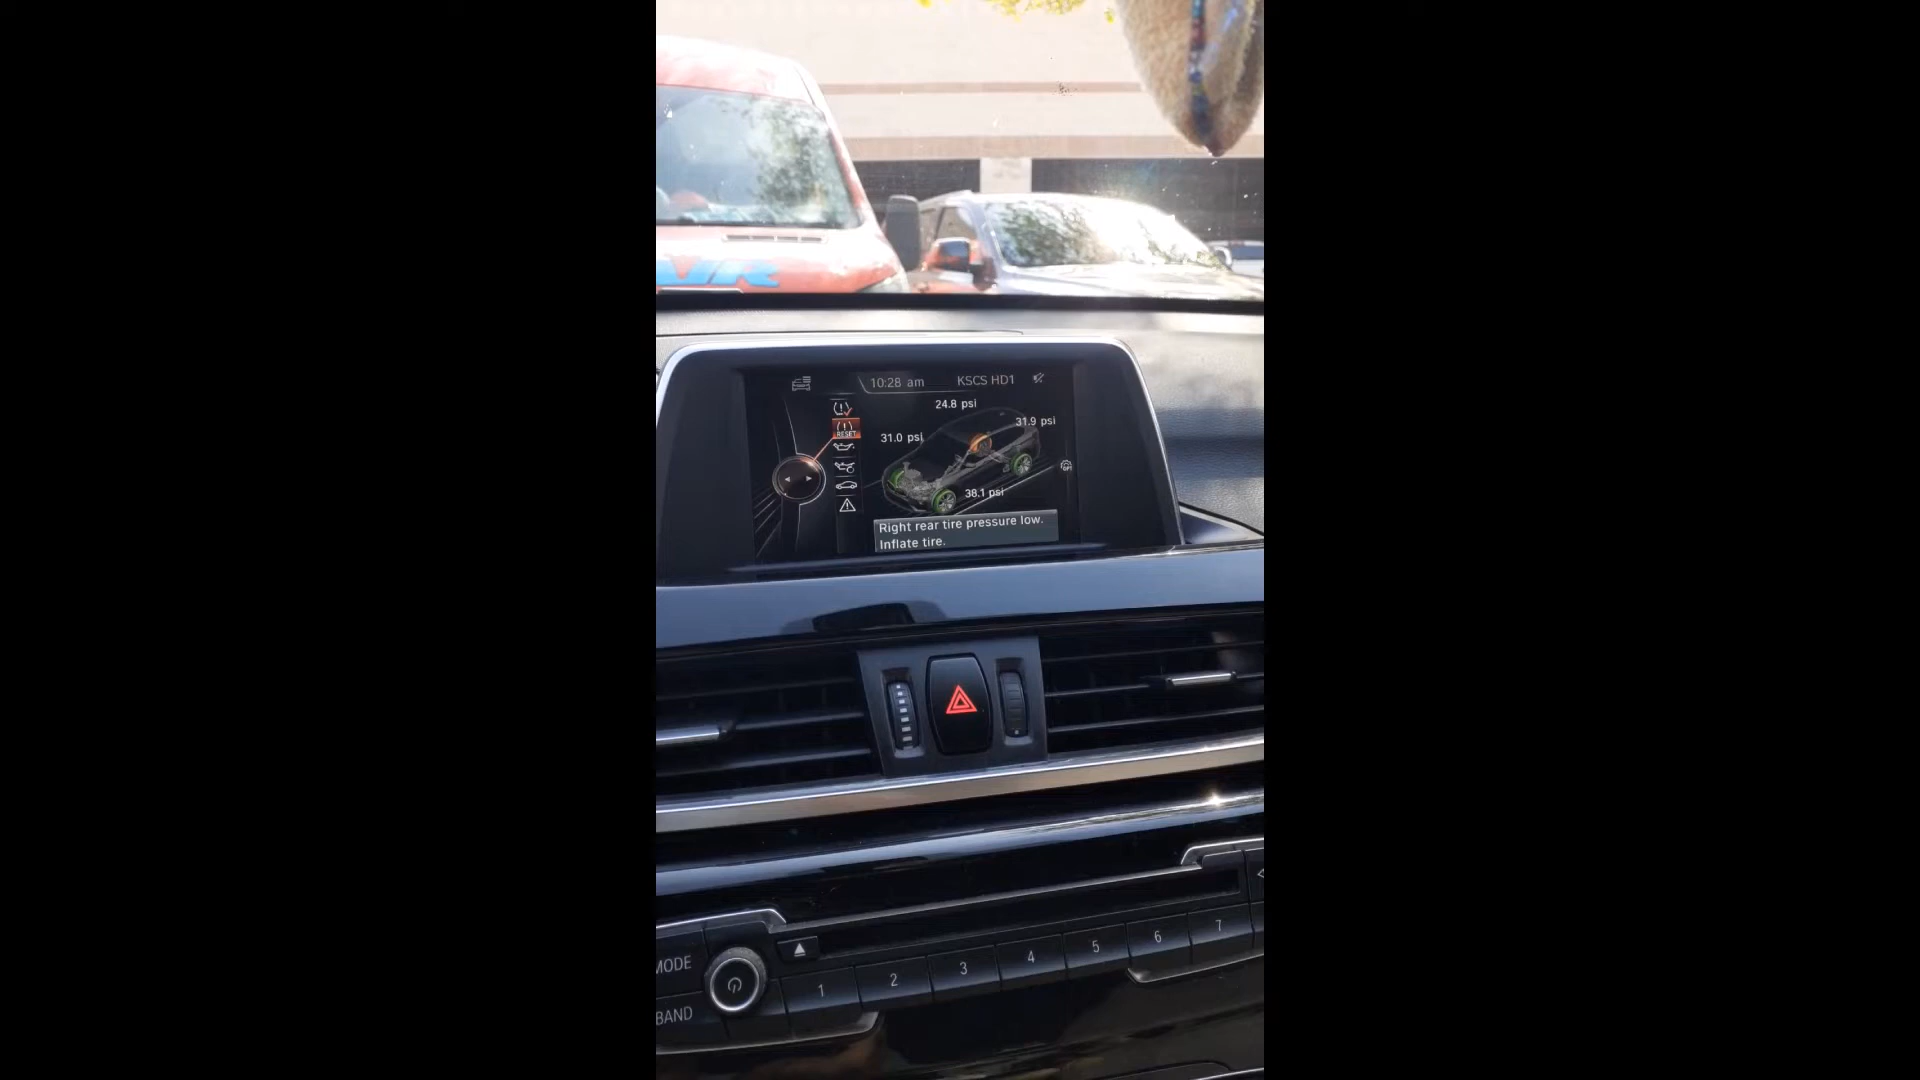 VR
10:28 am
KSCS HD1
24.8 psi
31.9 psi
31.0 psi
RESET
38.1 psi
Right rear tire pressure low.
Inflate tire.
MODE
1 2 3 4 5 6 7
BAND